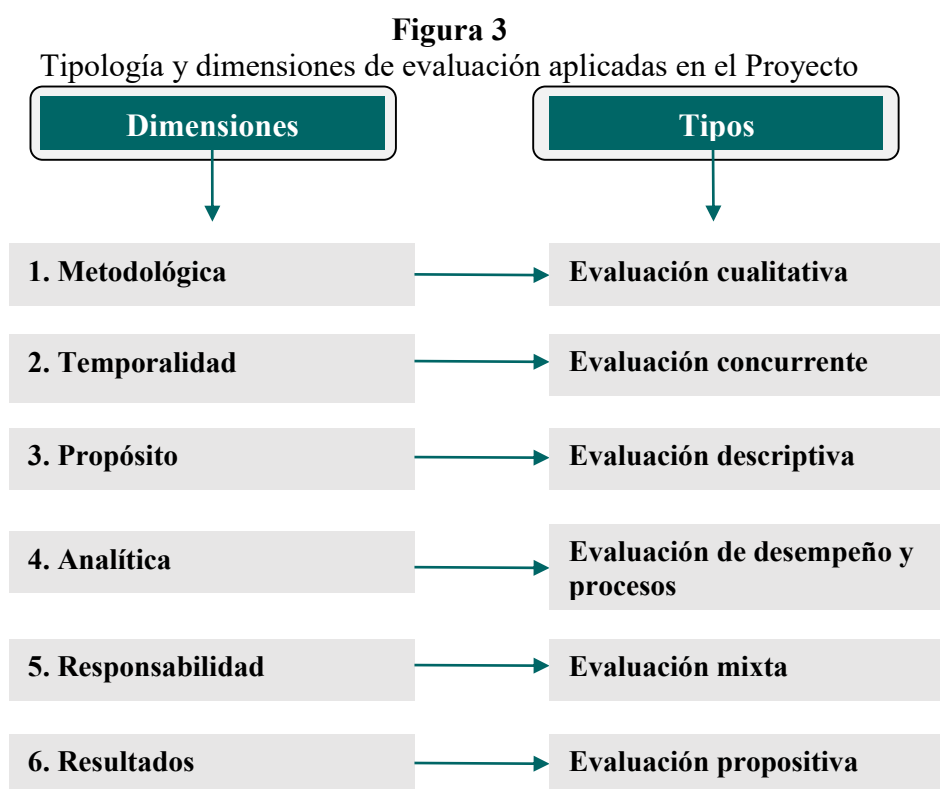 Figura 3
Tipología y dimensiones de evaluación aplicadas en el Proyecto
Dimensiones
Tipos
1. Metodológica
Evaluación cualitativa
2. Temporalidad
Evaluación concurrente
3. Propósito
Evaluación descriptiva
4. Analítica
Evaluación de desempeño y
procesos
5. Responsabilidad
Evaluación mixta
6. Resultados
Evaluación propositiva